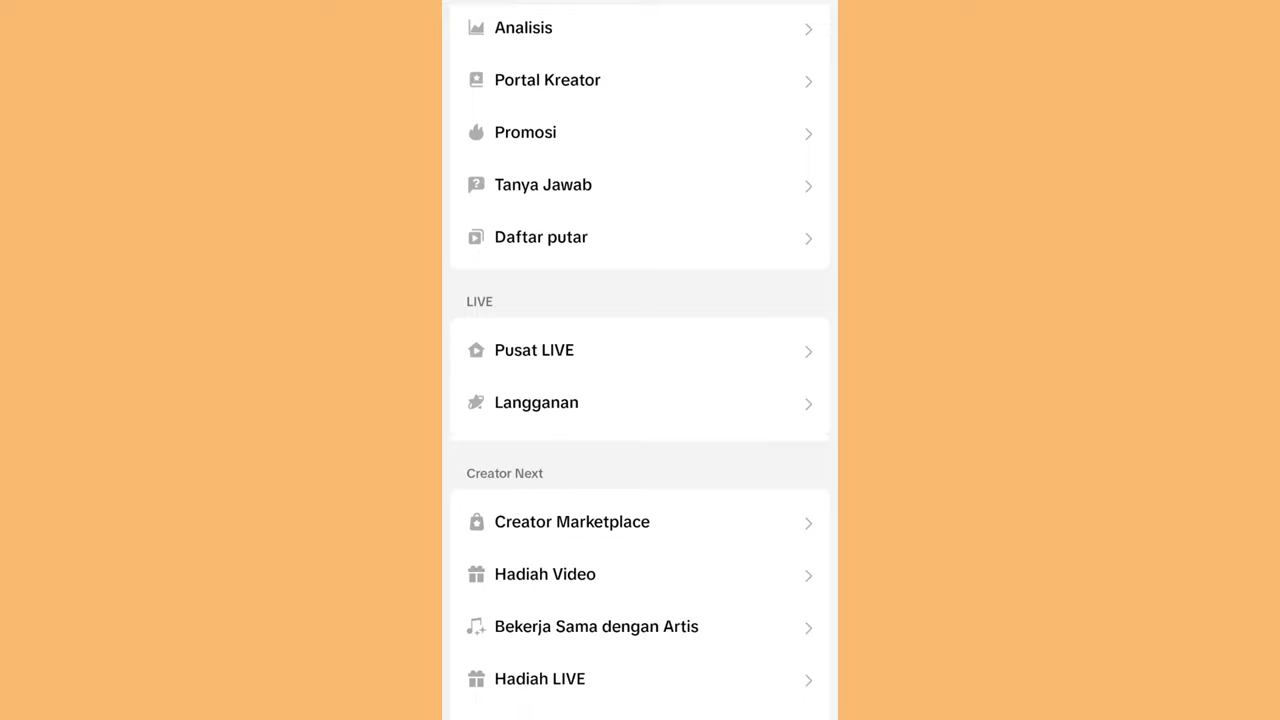 Analisis
Portal Kreator
Promosi
Tanya Jawab
Daftar putar
LIVE
Pusat LIVE
Langganan
Creator Next
Creator Marketplace
Hadiah Video
Bekerja Sama dengan Artis
Hadiah LIVE